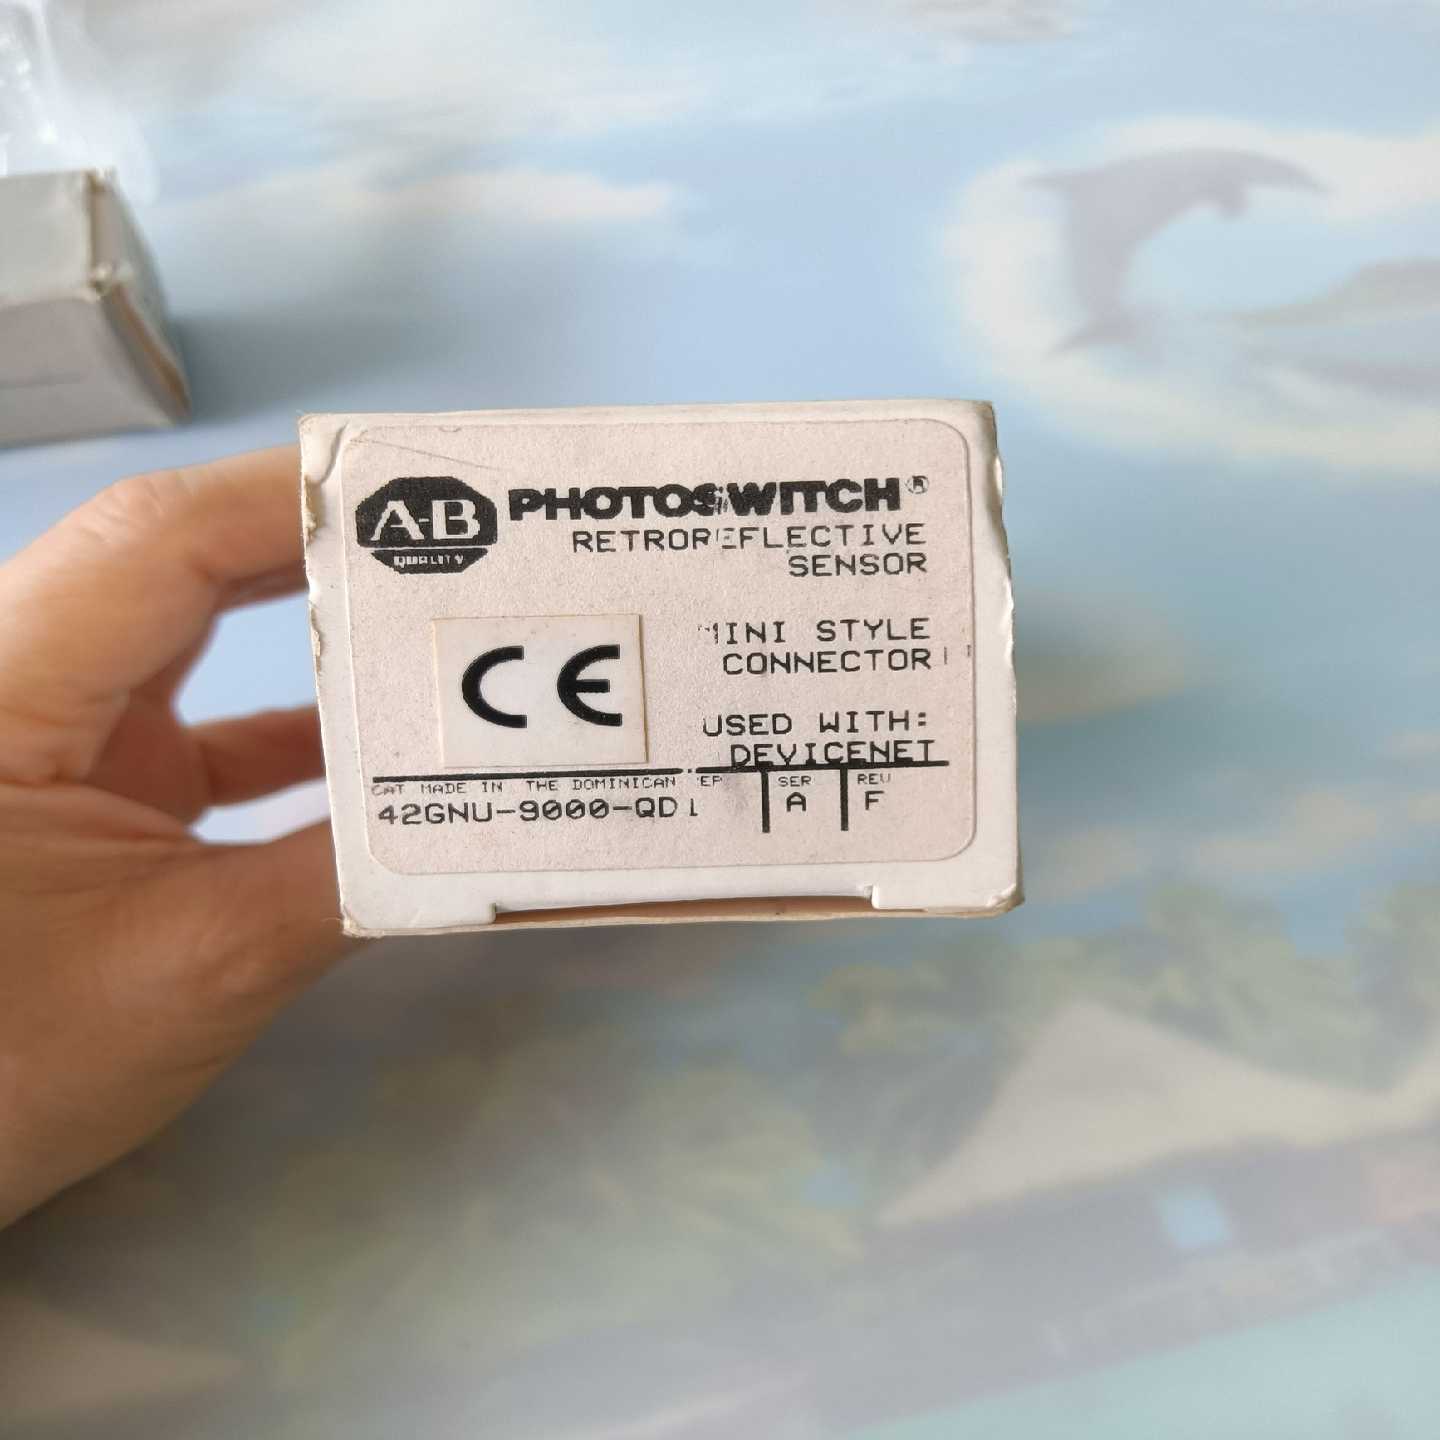 A-B
QUALITY
PHOTOSWITCH®
RETROREFLECTIVE
SENSOR
MINI STYLE
CONNECTOR
USED WITH:
DEVICENET
CE
CAT MADE IN THE DOMINICAN REP
42GNU-9000-QD1
SER
A
REV
F